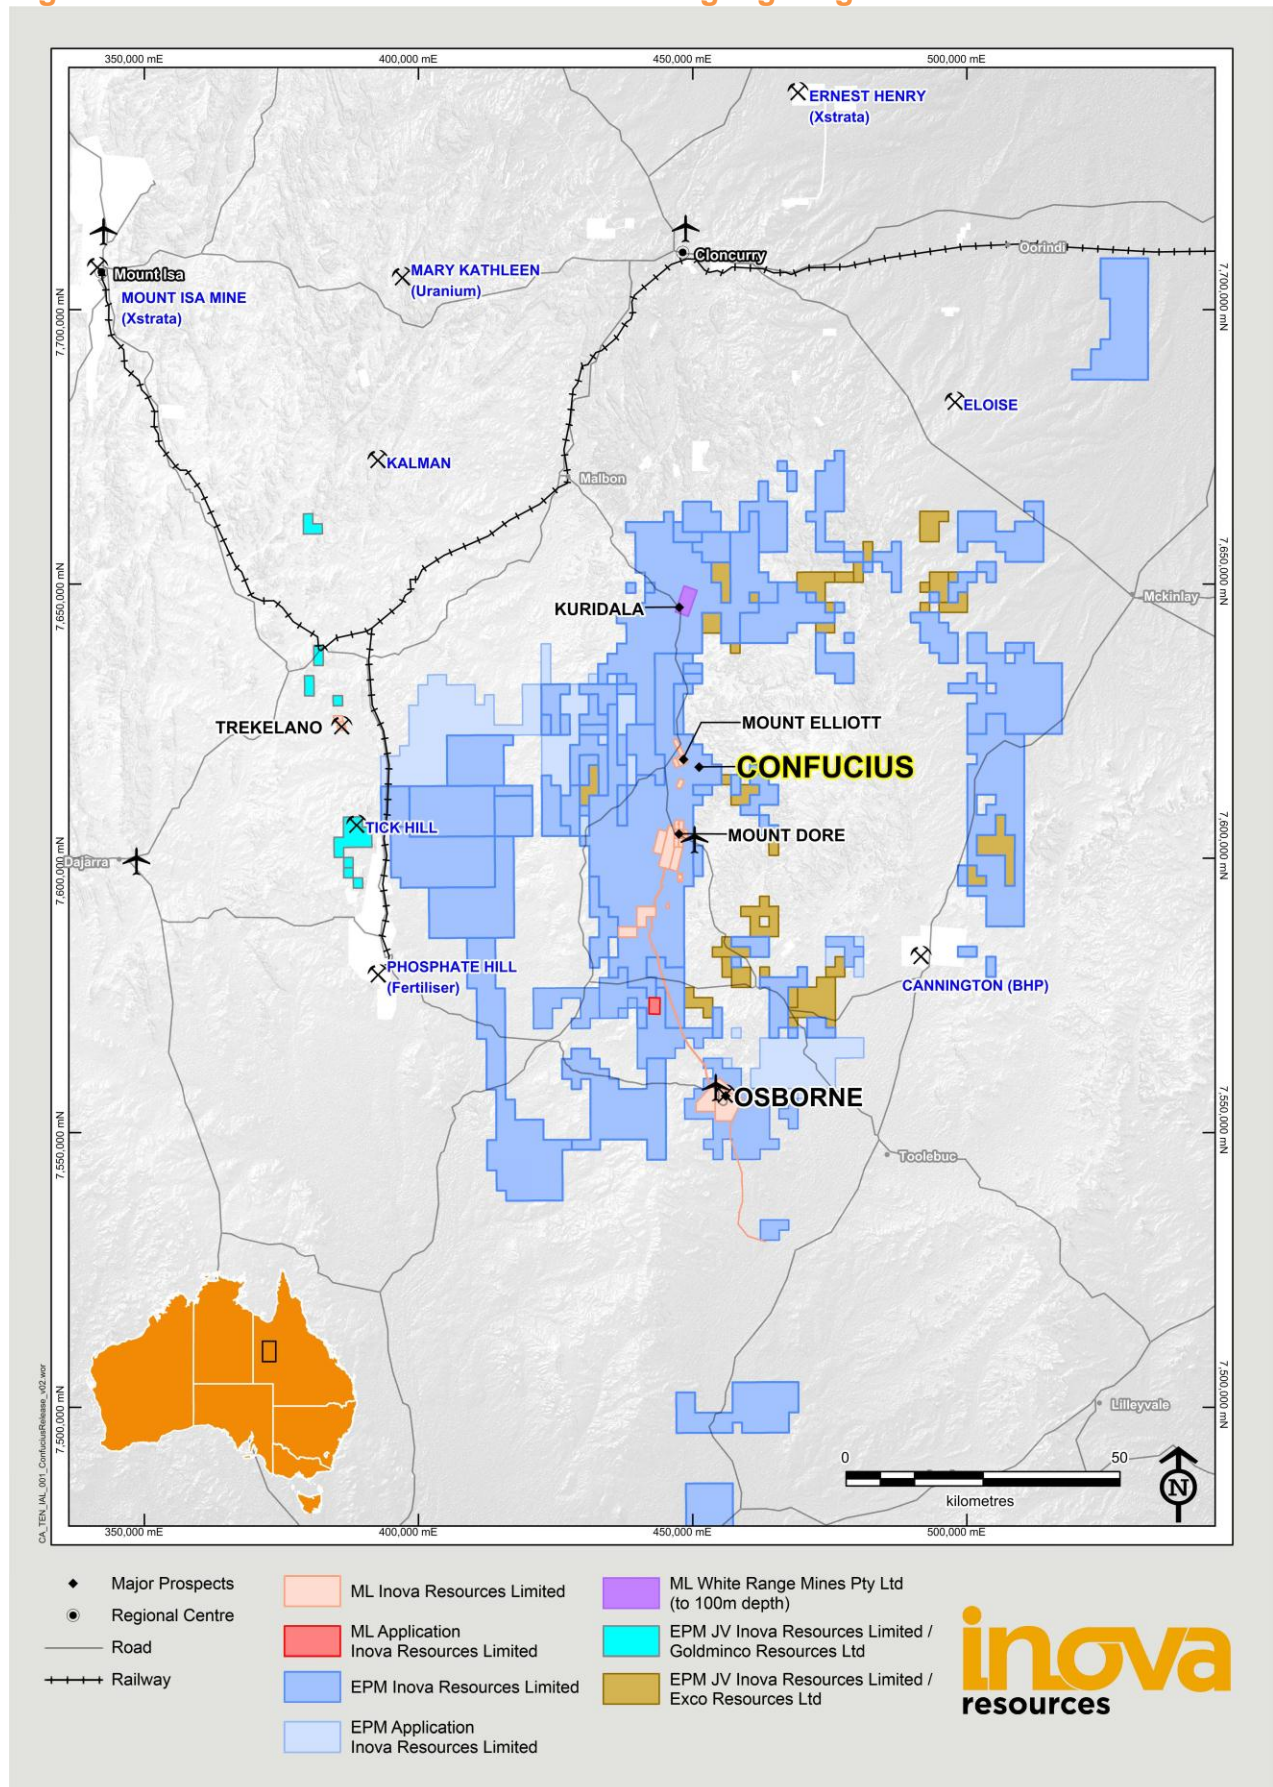 350,000 mE
400,000 mE
450,000 mE
500,000 mE
ERNEST HENRY
(Xstrata)
Oorindi
Cloncurry
Mount Isa
MARY KATHLEEN
(Uranium)
MOUNT ISA MINE
(Xstrata)
7,700,000 mN
7,700,000 mN
ELOISE
KALMAN
Malbon
7,650,000 mN
7,650,000 mN
Mckinlay
KURIDALA
TREKELANO
MOUNT ELLIOTT
CONFUCIUS
TICK HILL
MOUNT DORE
7,600,000 mN
7,600,000 mN
Dajarra
PHOSPHATE HILL
(Fertiliser)
CANNINGTON (BHP)
OSBORNE
7,550,000 mN
7,550,000 mN
Toolebuc
7,500,000 mN
7,500,000 mN
Lilleyvale
0
50
kilometres
N
CA_TEN_IAL_001_ConfuciusRelease_v02.wor
350,000 mE
400,000 mE
450,000 mE
500,000 mE
Major Prospects
Regional Centre
Road
Railway
ML Inova Resources Limited
ML Application
Inova Resources Limited
EPM Inova Resources Limited
EPM Application
Inova Resources Limited
ML White Range Mines Pty Ltd
(to 100m depth)
EPM JV Inova Resources Limited /
Goldminco Resources Ltd
EPM JV Inova Resources Limited /
Exco Resources Ltd
inova
resources